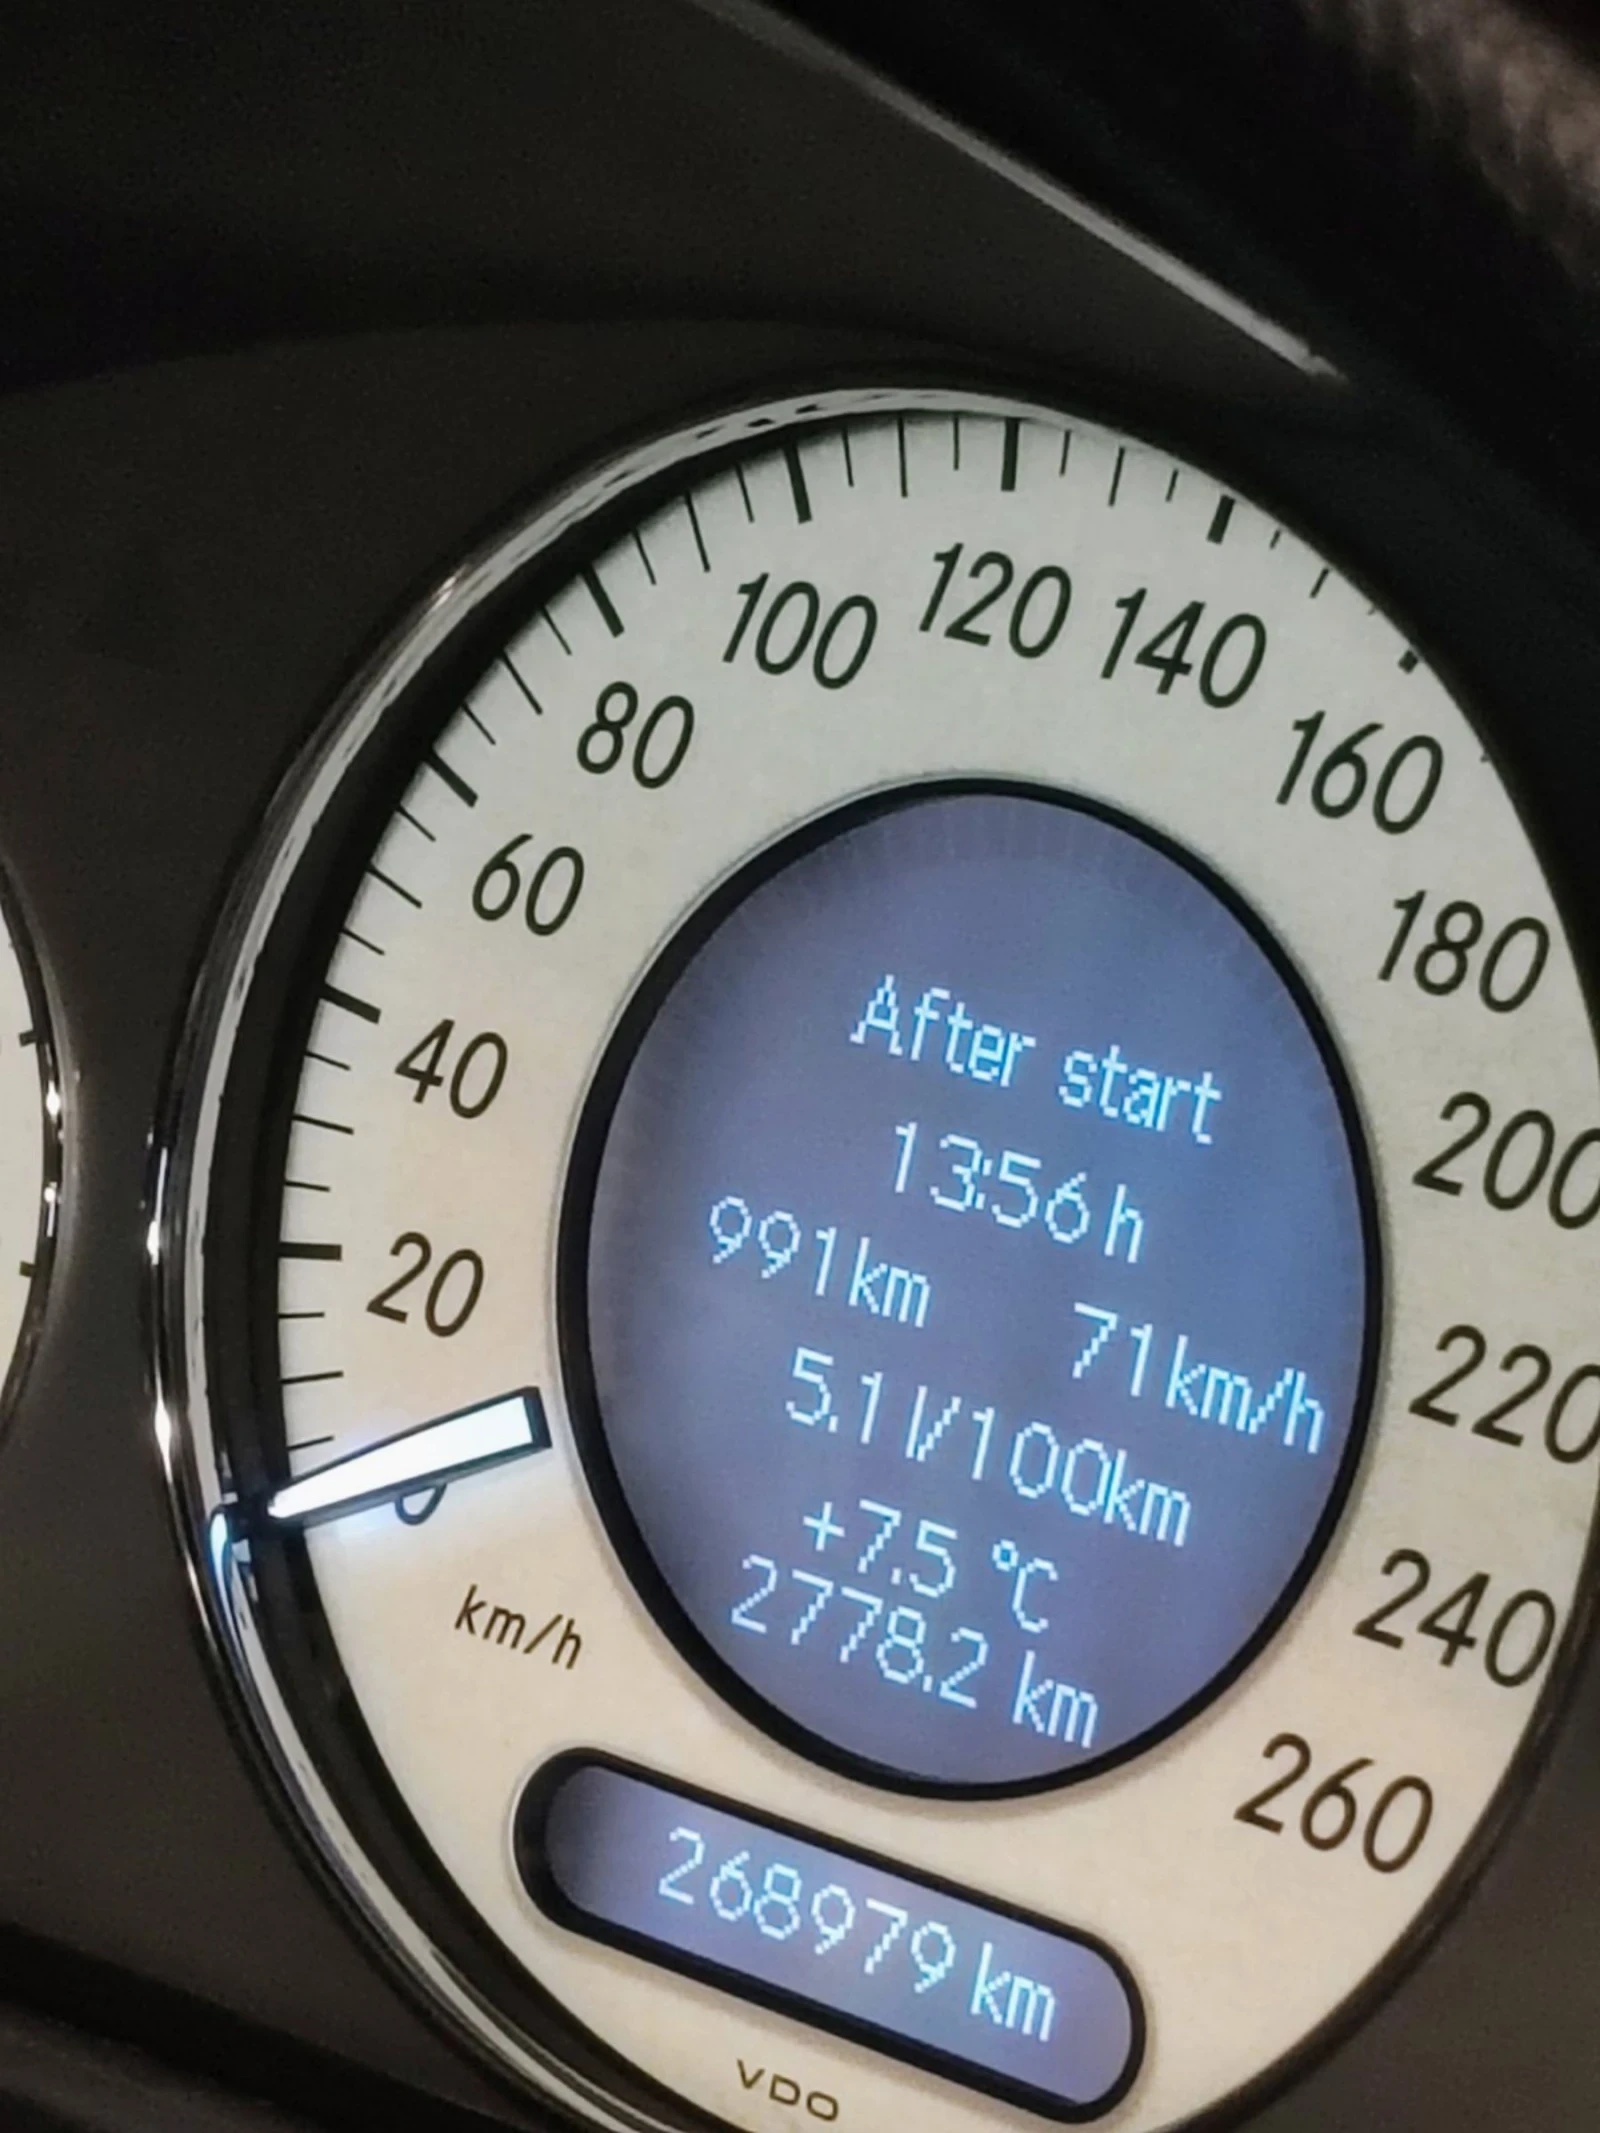 120
100 140
80 160
60 180
40 200
20 220
240
260
km/h
After start
13:56 h
991 km 71 km/h
5.1 l/100km
+7.5 °C
2778.2 km
268979 km
VDO